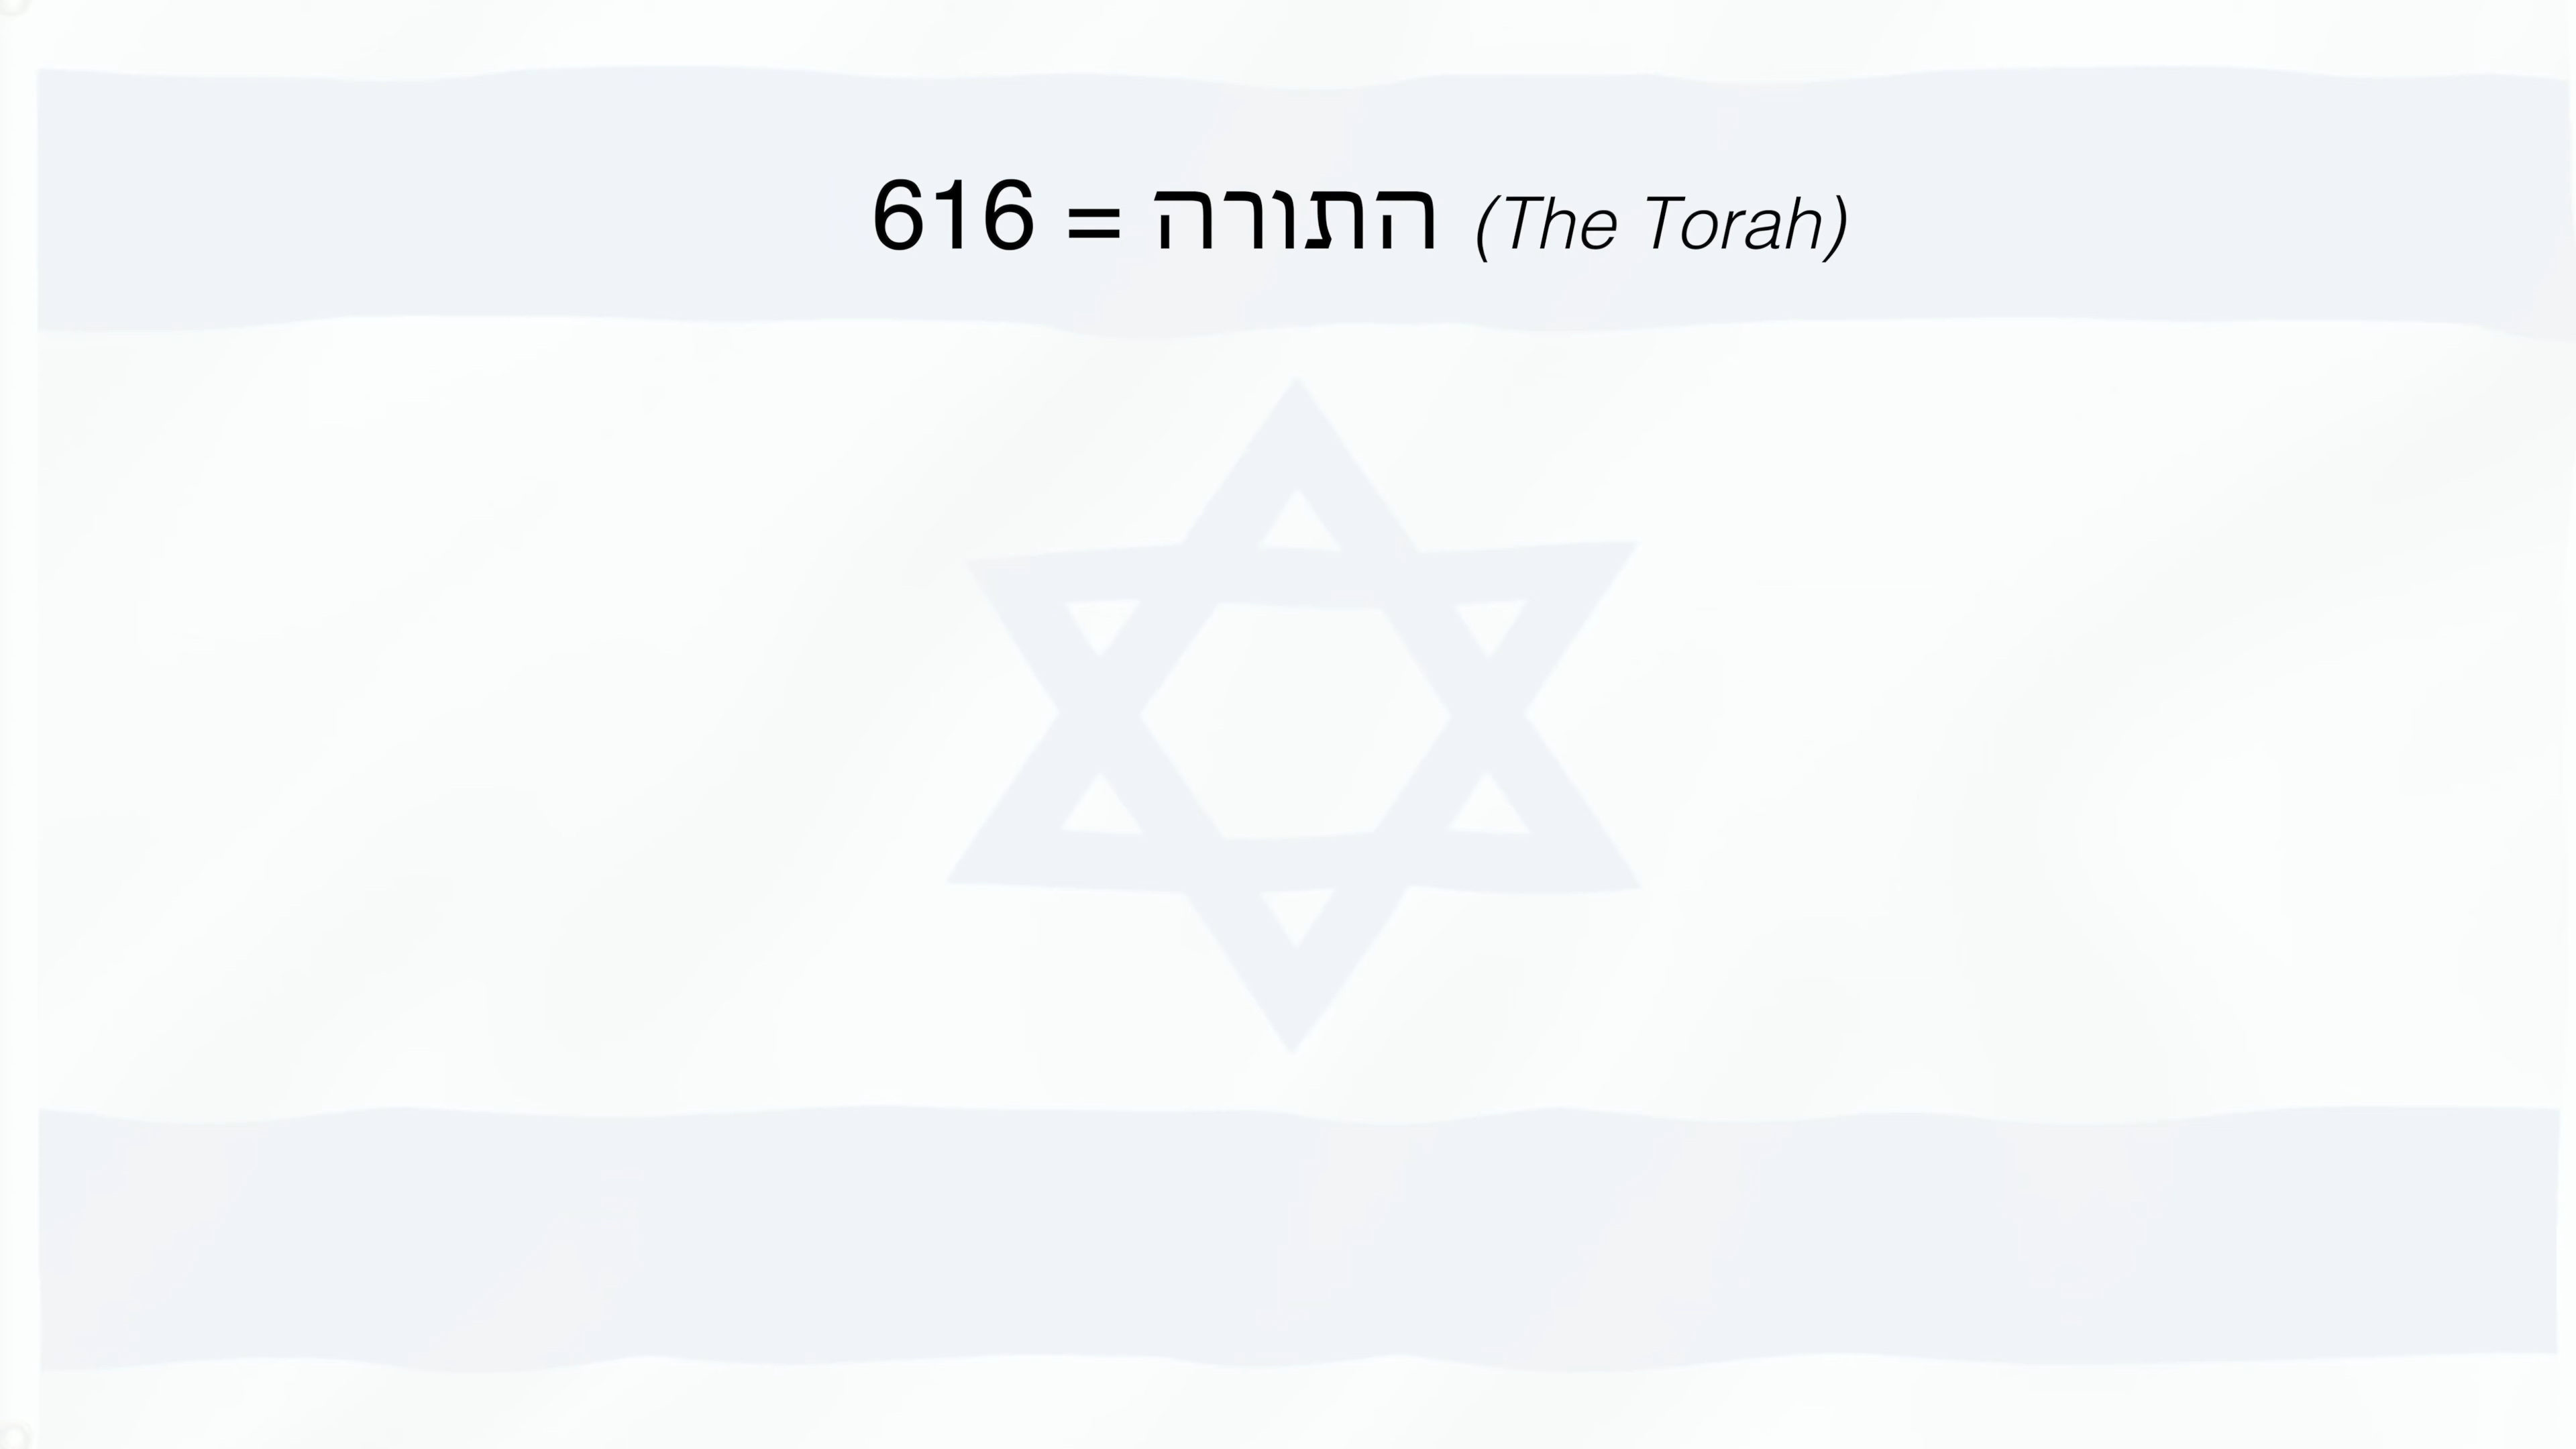 616 = התורה (The Torah)